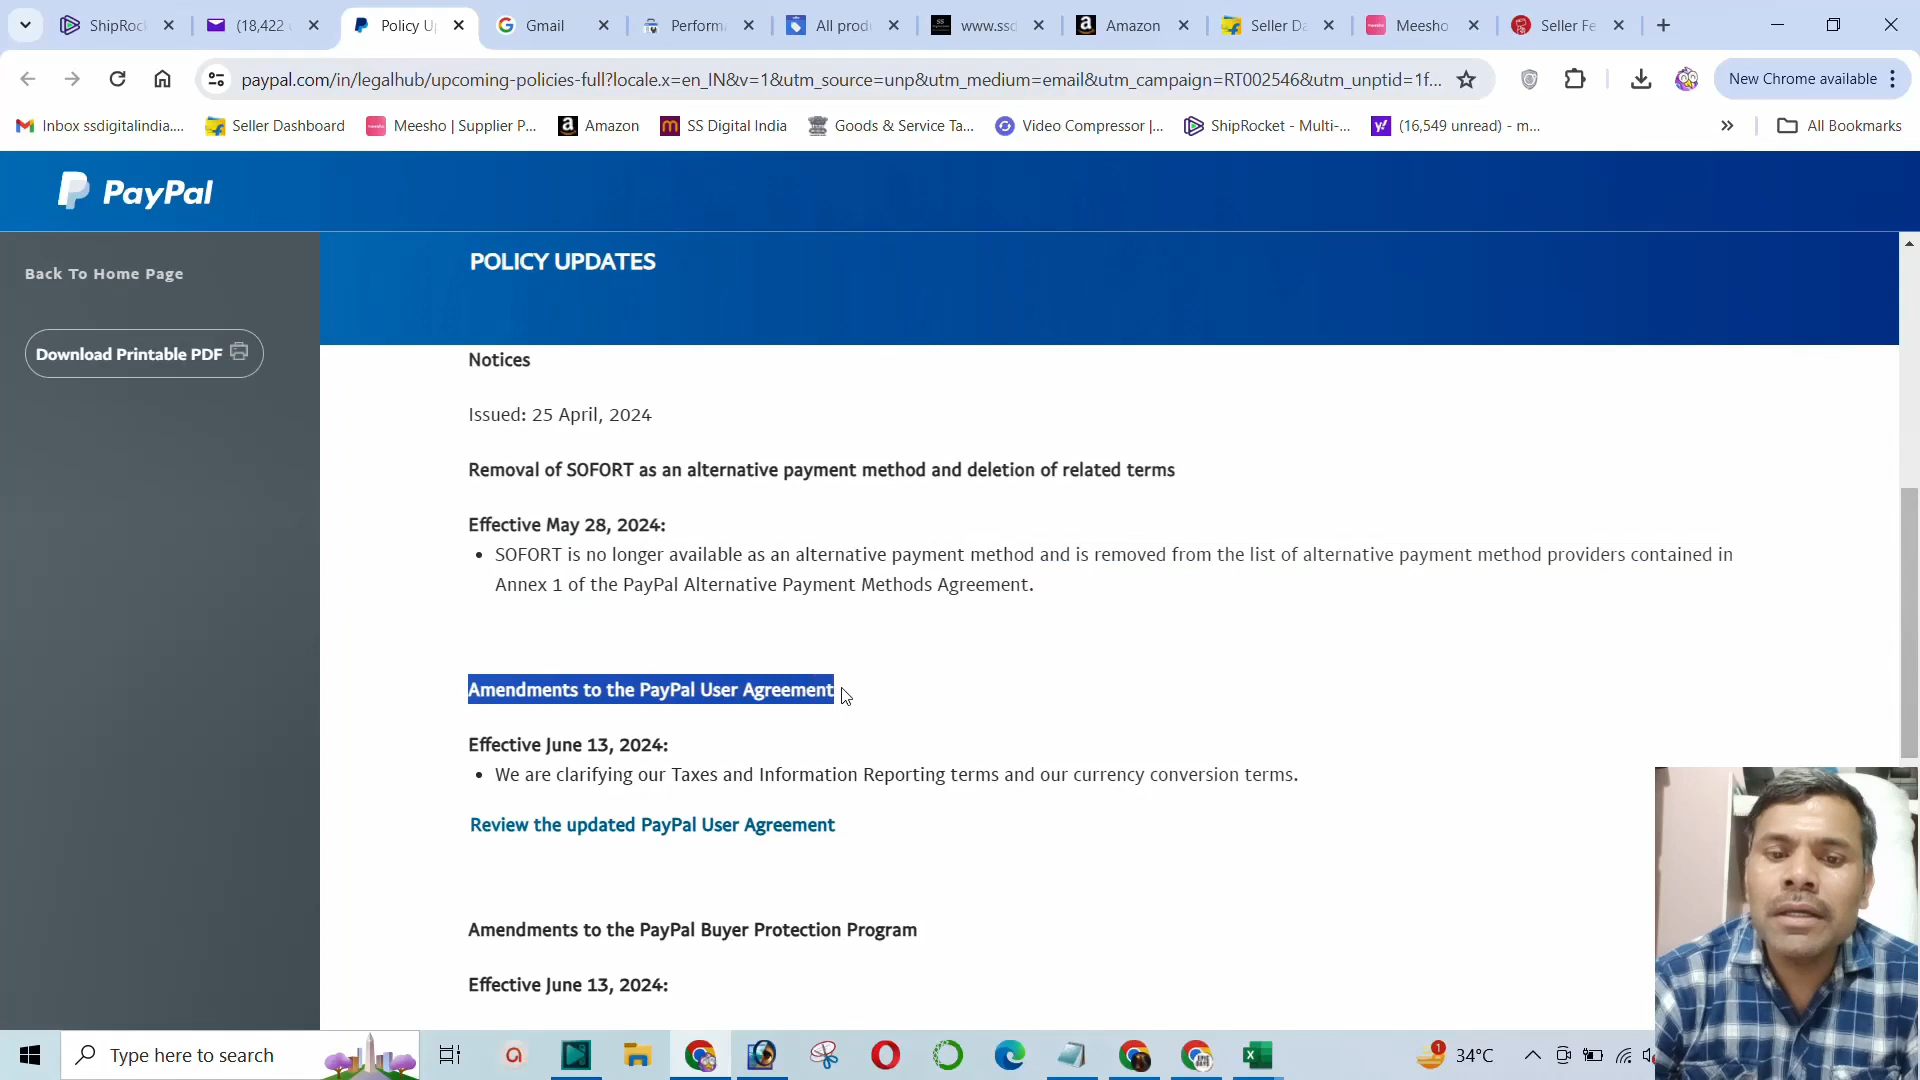 ShipRock
(18,422 u
Policy Up
Gmail
Perform
All prod
www.ssd
Amazon
Seller Da
Meesho
Seller Fe
paypal.com/in/legalhub/upcoming-policies-full?locale.x=en_IN&v=1&utm_source=unp&utm_medium=email&utm_campaign=RT002546&utm_unptid=1f...
New Chrome available
Inbox ssdigitalindia....
Seller Dashboard
Meesho | Supplier P...
Amazon
SS Digital India
Goods & Service Ta...
Video Compressor |...
ShipRocket - Multi-...
(16,549 unread) - m...
All Bookmarks
PayPal
Back To Home Page
Download Printable PDF
POLICY UPDATES
Notices
Issued: 25 April, 2024
Removal of SOFORT as an alternative payment method and deletion of related terms
Effective May 28, 2024:
• SOFORT is no longer available as an alternative payment method and is removed from the list of alternative payment method providers contained in
Annex 1 of the PayPal Alternative Payment Methods Agreement.
Amendments to the PayPal User Agreement
Effective June 13, 2024:
• We are clarifying our Taxes and Information Reporting terms and our currency conversion terms.
Review the updated PayPal User Agreement
Amendments to the PayPal Buyer Protection Program
Effective June 13, 2024:
Type here to search
1
34°C